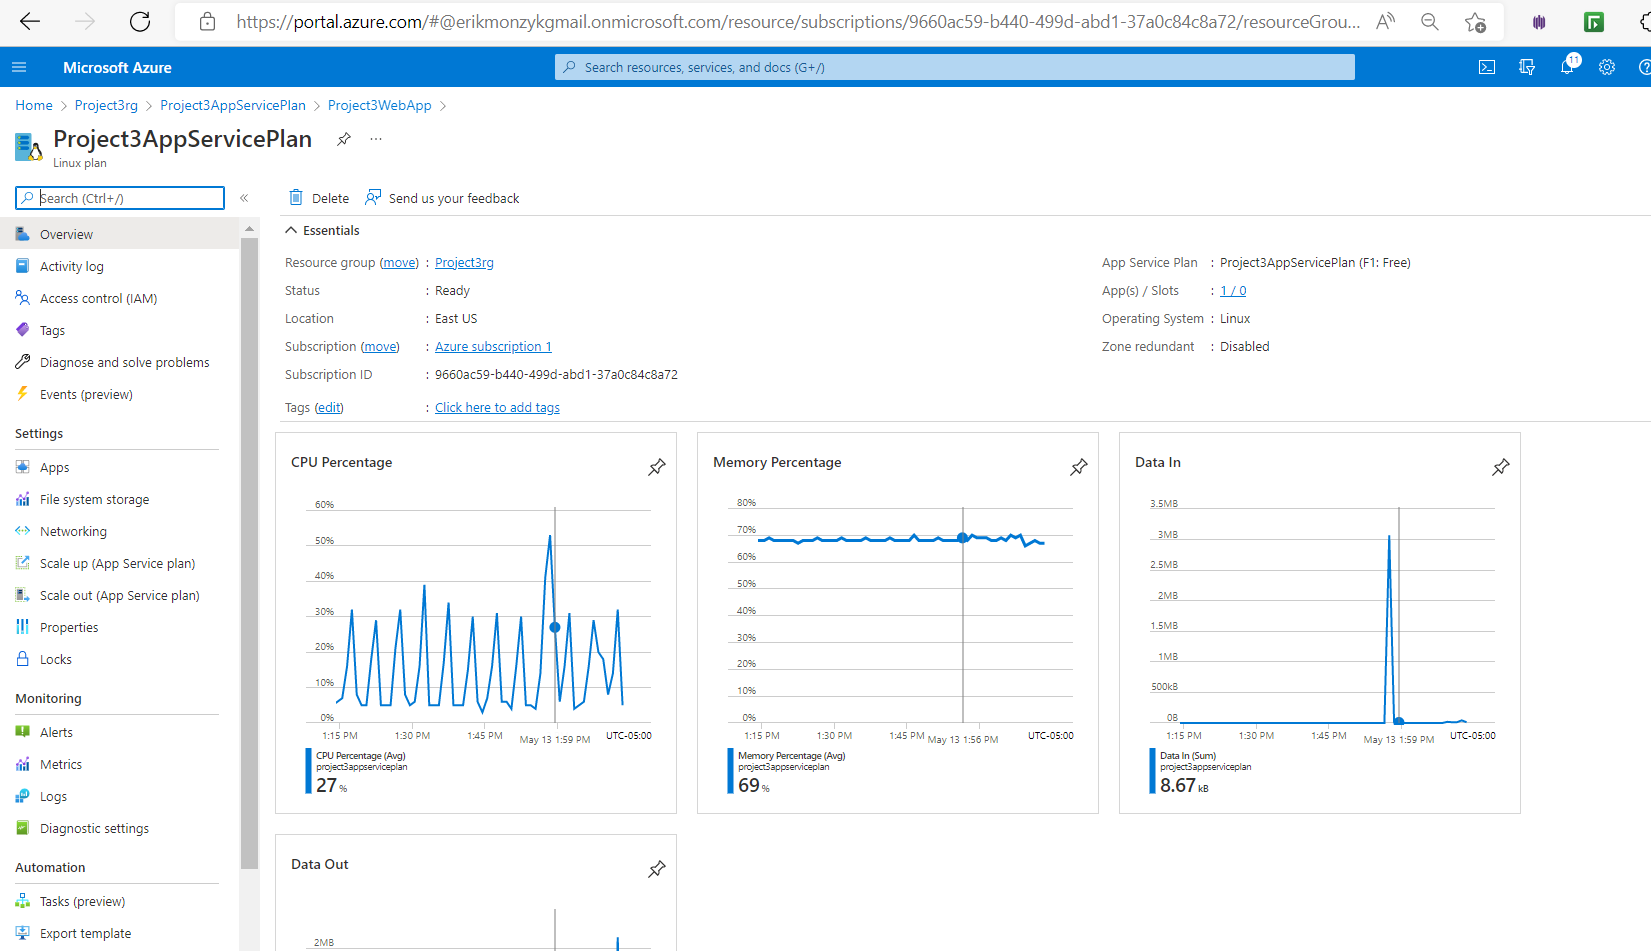 https://portal.azure.com/#@erikmonzykgmail.onmicrosoft.com/resource/subscriptions/9660ac59-b440-499d-abd1-37a0c84c8a72/resourceGrou...
Microsoft Azure
Search resources, services, and docs (G+/)
11
Home > Project3rg > Project3AppServicePlan > Project3WebApp >
Project3AppServicePlan
Linux plan
Search (Ctrl+/)
Overview
Activity log
Access control (IAM)
Tags
Diagnose and solve problems
Events (preview)
Settings
Apps
File system storage
Networking
Scale up (App Service plan)
Scale out (App Service plan)
Properties
Locks
Monitoring
Alerts
Metrics
Logs
Diagnostic settings
Automation
Tasks (preview)
Export template
Delete
Send us your feedback
Essentials
Resource group (move) : Project3rg
Status : Ready
Location : East US
Subscription (move) : Azure subscription 1
Subscription ID : 9660ac59-b440-499d-abd1-37a0c84c8a72
Tags (edit) : Click here to add tags
App Service Plan : Project3AppServicePlan (F1: Free)
App(s) / Slots : 1 / 0
Operating System : Linux
Zone redundant : Disabled
CPU Percentage
60%
50%
40%
30%
20%
10%
0%
1:15 PM 1:30 PM 1:45 PM May 13 1:59 PM UTC-05:00
CPU Percentage (Avg)
project3appserviceplan
27 %
Memory Percentage
80%
70%
60%
50%
40%
30%
20%
10%
0%
1:15 PM 1:30 PM 1:45 PM May 13 1:56 PM UTC-05:00
Memory Percentage (Avg)
project3appserviceplan
69 %
Data In
3.5MB
3MB
2.5MB
2MB
1.5MB
1MB
500kB
0B
1:15 PM 1:30 PM 1:45 PM May 13 1:59 PM UTC-05:00
Data In (Sum)
project3appserviceplan
8.67 kB
Data Out
2MB